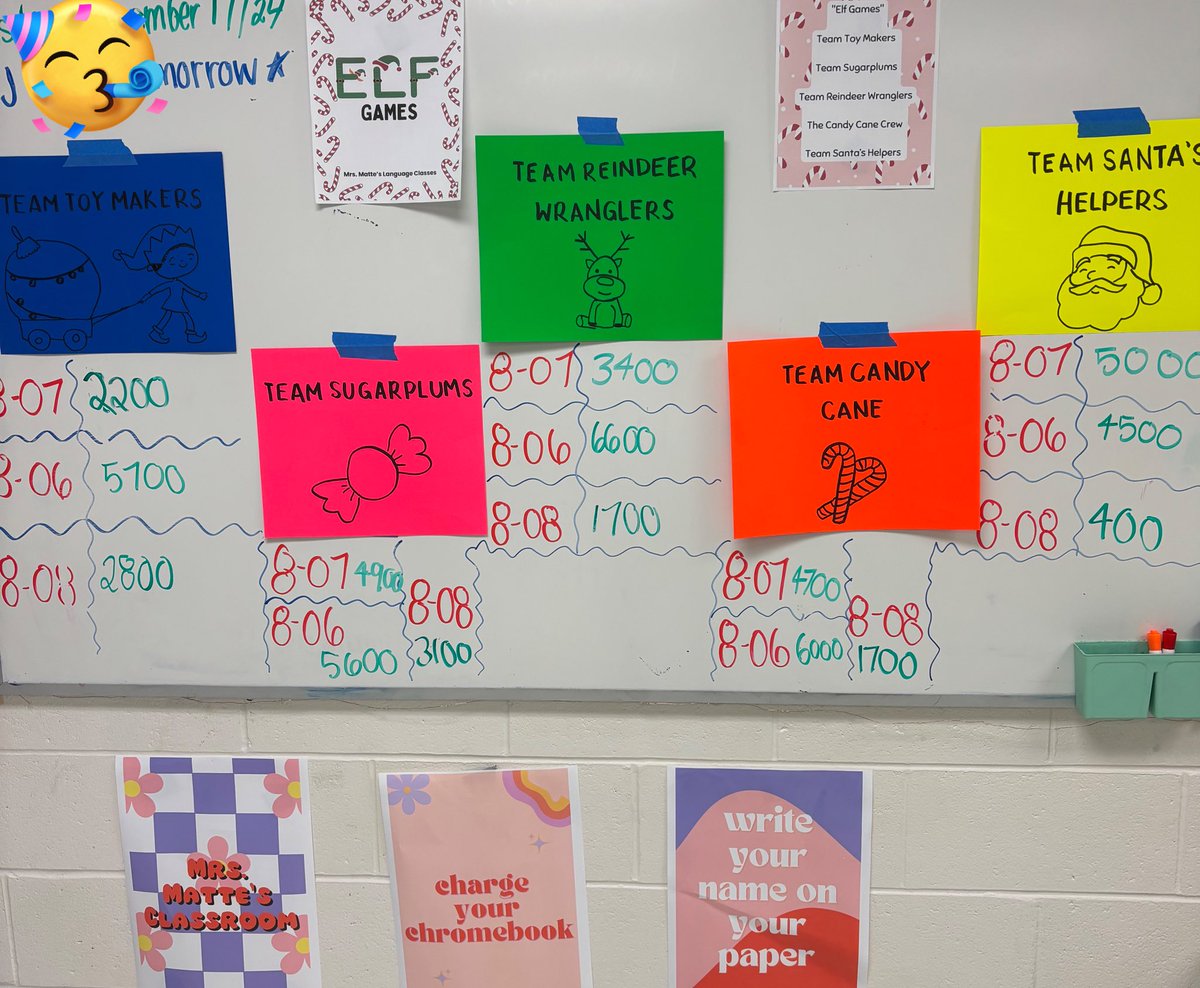 ember 17/24
morrow
ELF
GAMES
Mrs. Matte's Language Classes
"Elf Games"
Team Toy Makers
Team Sugarplums
Team Reindeer Wranglers
The Candy Cane Crew
Team Santa's Helpers
TEAM TOY MAKERS
8-07 2200
8-06 5700
8-08 2800
TEAM SUGARPLUMS
8-07 4900
8-06
5600
8-08
3100
TEAM REINDEER
WRANGLERS
8-07 3400
8-06 6600
8-08 1700
TEAM CANDY
CANE
8-07 4700
8-06 6000
8-08
1700
TEAM SANTA'S
HELPERS
8-07 5000
8-06 4500
8-08 400
MRS.
MATTE'S
CLASSROOM
charge
your
chromebook
write
your
name on
your
paper